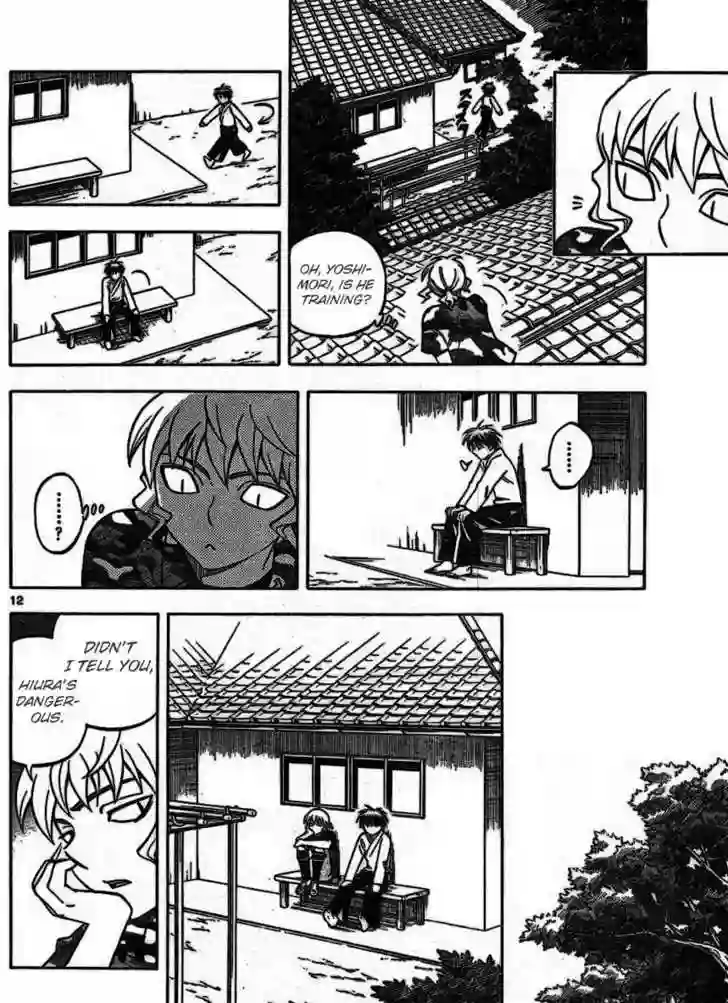 OH, YOSHI-
MORI, IS HE
TRAINING?
........
.......?
12
DIDN'T
I TELL YOU,
HIURA'S
DANGER-
OUS.